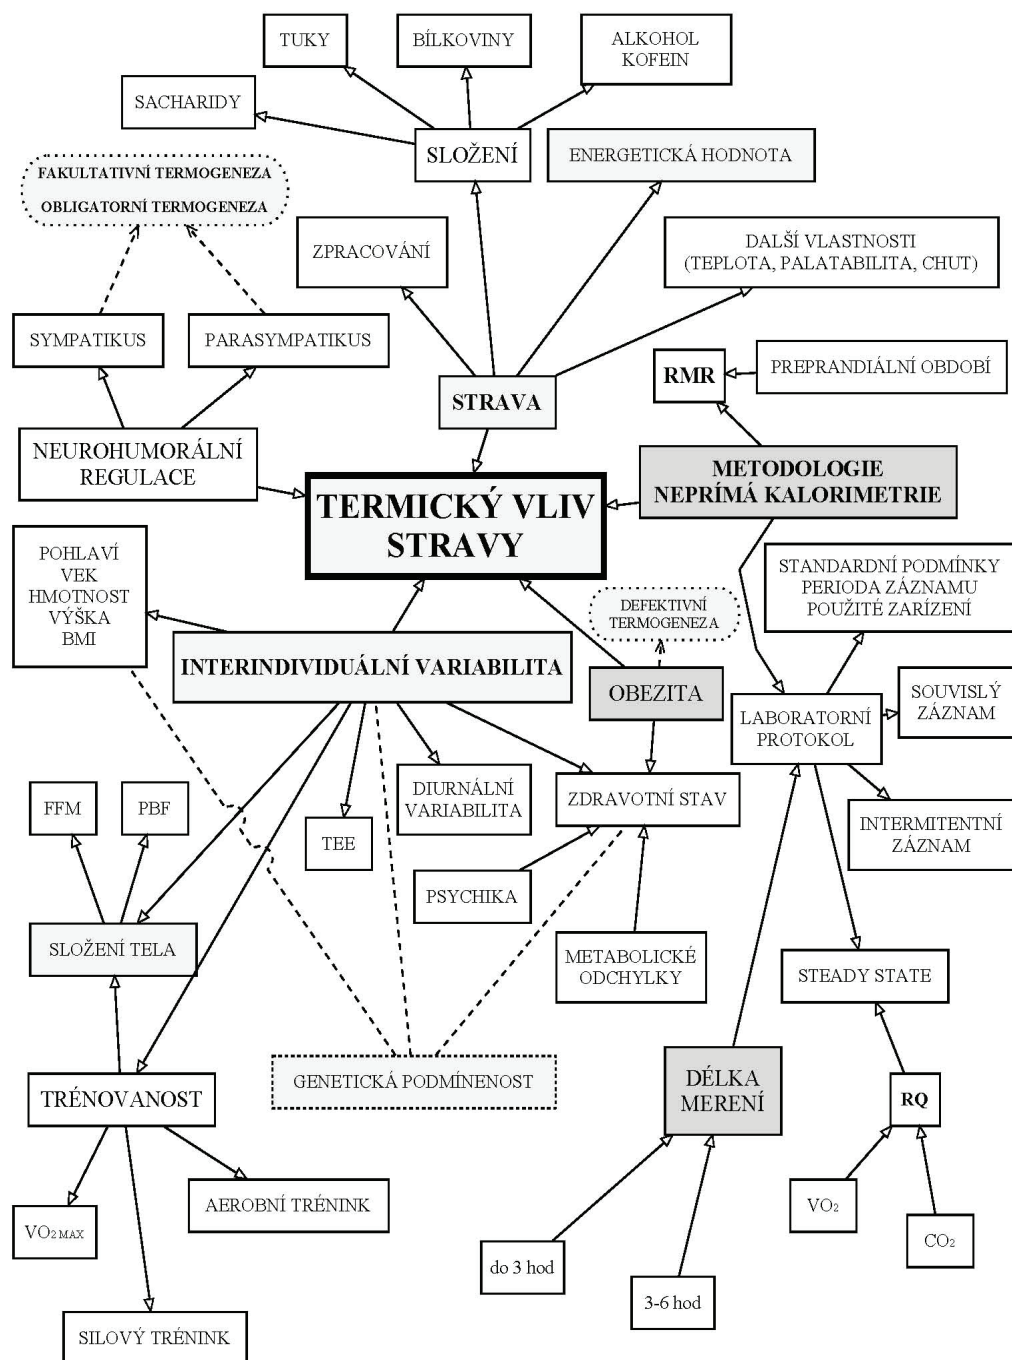 TUKY
BÍLKOVINY
ALKOHOL
KOFEIN
SACHARIDY
SLOŽENÍ
ENERGETICKÁ HODNOTA
FAKULTATIVNÍ TERMOGENEZA
OBLIGATORNÍ TERMOGENEZA
ZPRACOVÁNÍ
DALŠÍ VLASTNOSTI
(TEPLOTA, PALATABILITA, CHUT)
SYMPATIKUS
PARASYMPATIKUS
RMR
PREPRANDIÁLNÍ OBDOBÍ
STRAVA
NEUROHUMORÁLNÍ
REGULACE
METODOLOGIE
NEPRÍMÁ KALORIMETRIE
TERMICKÝ VLIV
STRAVY
POHLAVÍ
VEK
HMOTNOST
VÝŠKA
BMI
STANDARDNÍ PODMÍNKY
PERIODA ZÁZNAMU
POUŽITÉ ZARÍZENÍ
DEFEKTIVNÍ
TERMOGENEZA
INTERINDIVIDUÁLNÍ VARIABILITA
OBEZITA
LABORATORNÍ
PROTOKOL
SOUVISLÝ
ZÁZNAM
FFM
PBF
DIURNÁLNÍ
VARIABILITA
ZDRAVOTNÍ STAV
TEE
INTERMITENTNÍ
ZÁZNAM
PSYCHIKA
SLOŽENÍ TELA
METABOLICKÉ
ODCHYLKY
STEADY STATE
GENETICKÁ PODMÍNENOST
DÉLKA
MERENÍ
TRÉNOVANOST
RQ
AEROBNÍ TRÉNINK
VO₂ MAX
VO₂
CO₂
do 3 hod
3-6 hod
SILOVÝ TRÉNINK